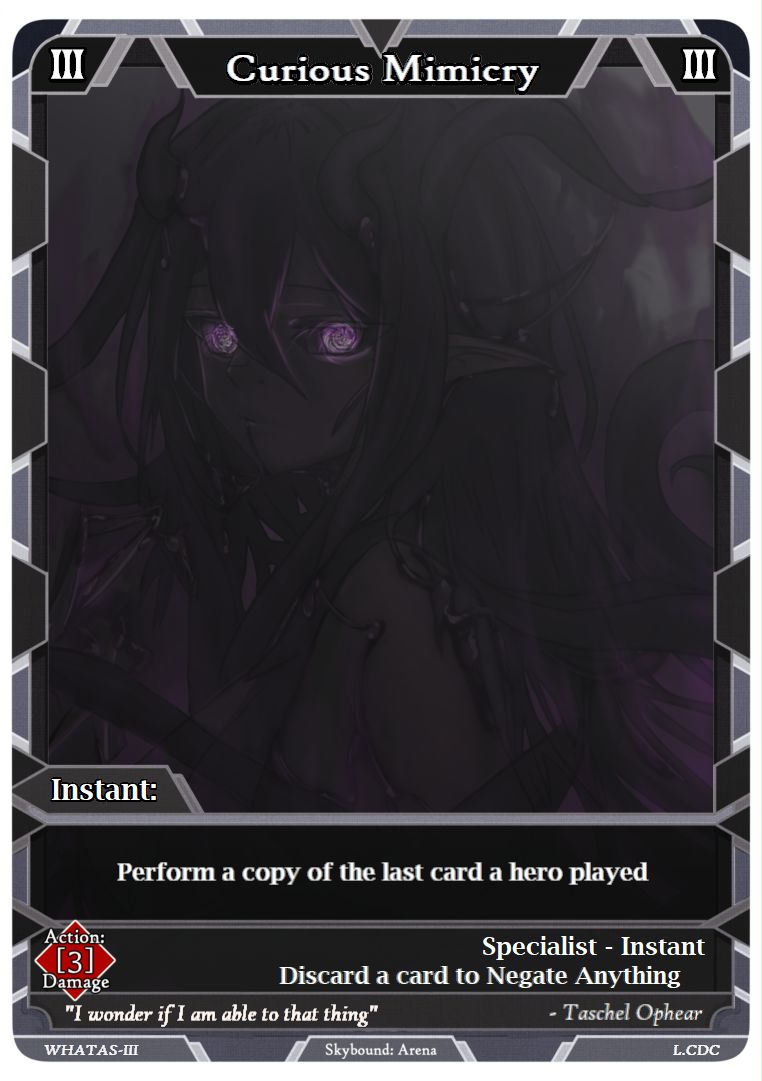 III Curious Mimicry III
Instant:
Perform a copy of the last card a hero played
Action:
[3]
Damage
Specialist - Instant
Discard a card to Negate Anything
"I wonder if I am able to that thing" - Taschel Ophear
WHATAS-III Skybound: Arena L.CDC